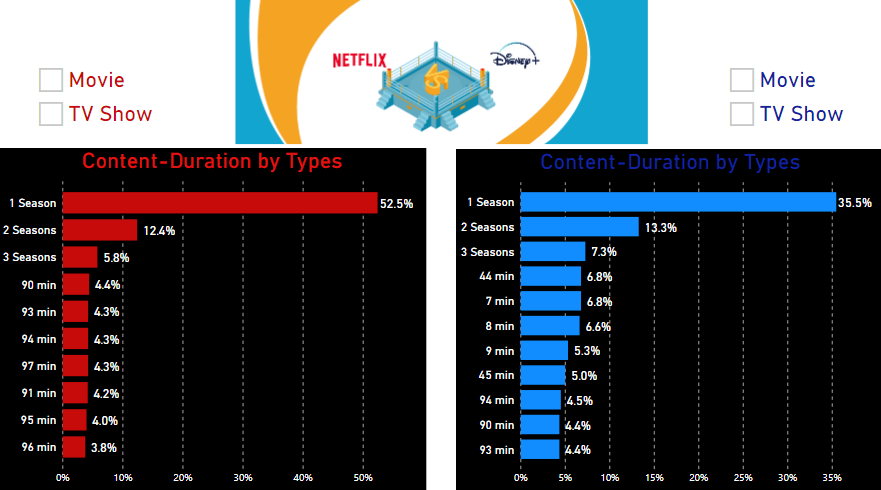 NETFLIX
Disney+
VS
Movie
TV Show
Movie
TV Show
Content-Duration by Types
1 Season 52.5%
2 Seasons 12.4%
3 Seasons 5.8%
90 min 4.4%
93 min 4.3%
94 min 4.3%
97 min 4.3%
91 min 4.2%
95 min 4.0%
96 min 3.8%
0% 10% 20% 30% 40% 50%
Content-Duration by Types
1 Season 35.5%
2 Seasons 13.3%
3 Seasons 7.3%
44 min 6.8%
7 min 6.8%
8 min 6.6%
9 min 5.3%
45 min 5.0%
94 min 4.5%
90 min 4.4%
93 min 4.4%
0% 5% 10% 15% 20% 25% 30% 35%